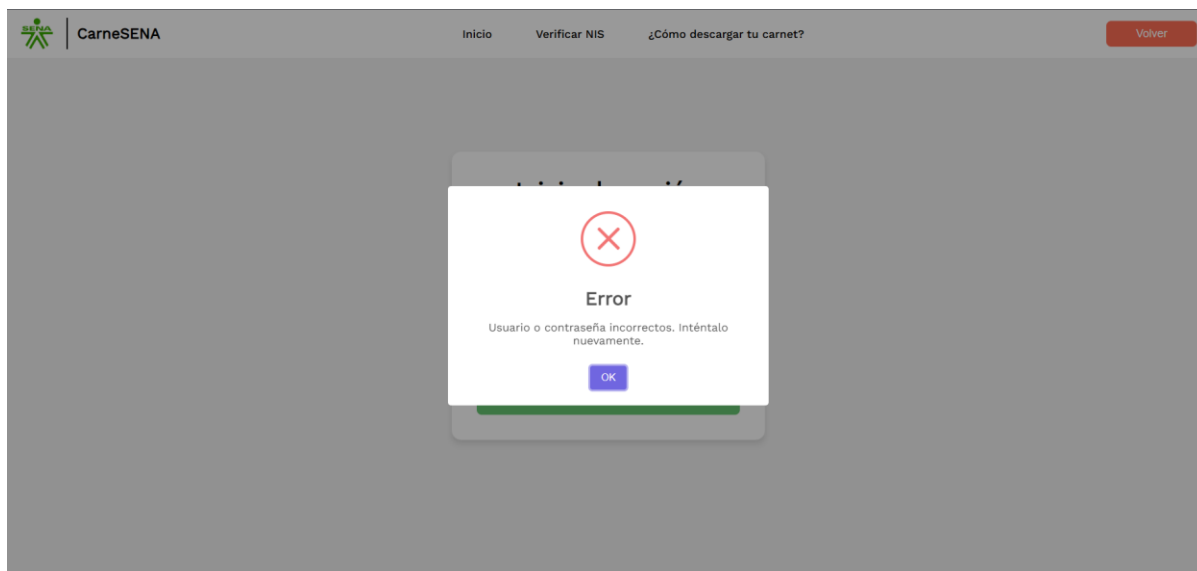 SENA
CarneSENA
Inicio
Verificar NIS
¿Cómo descargar tu carnet?
Volver
Error
Usuario o contraseña incorrectos. Inténtalo
nuevamente.
OK